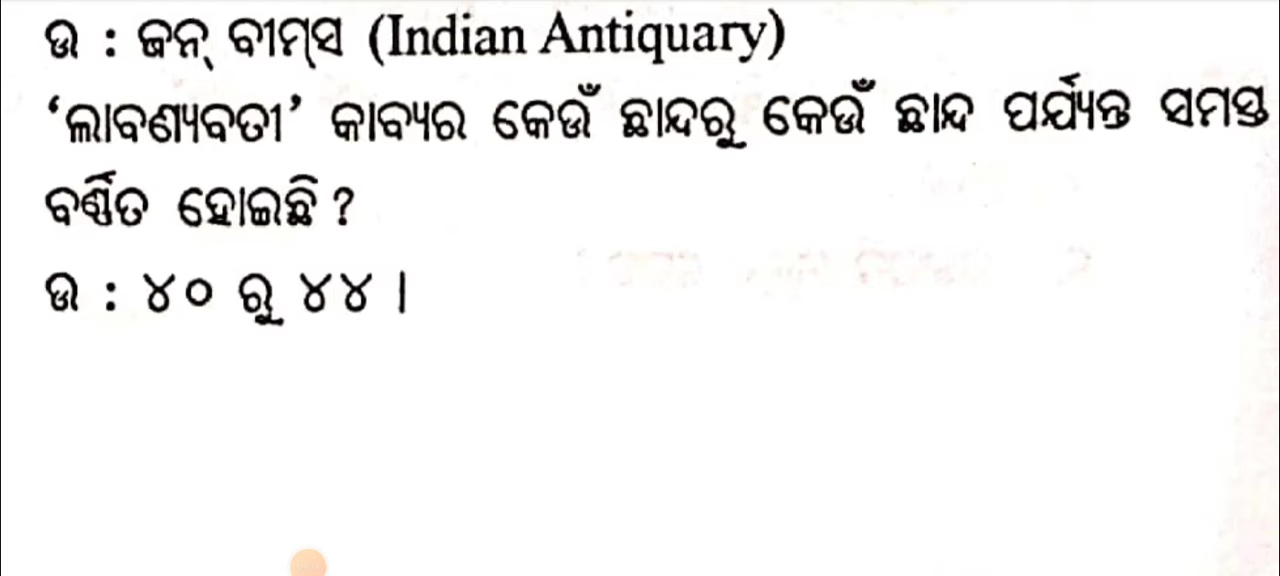 ଉ : ଜନ୍ ବୀମ୍‌ସ (Indian Antiquary)
‘ଲାବଣ୍ୟବତୀ’ କାବ୍ୟର କେଉଁ ଛାନ୍ଦରୁ କେଉଁ ଛାନ୍ଦ ପର୍ଯ୍ୟନ୍ତ ସମସ୍ତ
ବର୍ଣ୍ଣିତ ହୋଇଛି ?
ଉ : ୪୦ ରୁ ୪୪ ।